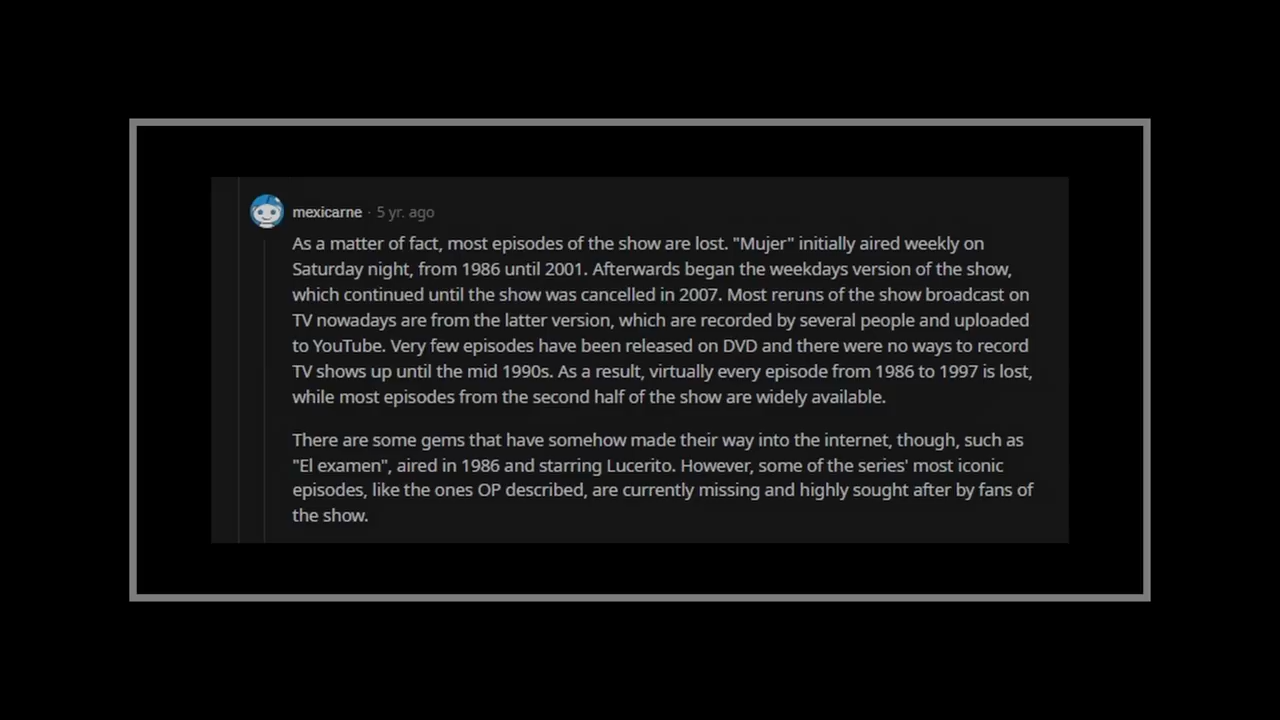 mexicarne · 5 yr. ago
As a matter of fact, most episodes of the show are lost. "Mujer" initially aired weekly on
Saturday night, from 1986 until 2001. Afterwards began the weekdays version of the show,
which continued until the show was cancelled in 2007. Most reruns of the show broadcast on
TV nowadays are from the latter version, which are recorded by several people and uploaded
to YouTube. Very few episodes have been released on DVD and there were no ways to record
TV shows up until the mid 1990s. As a result, virtually every episode from 1986 to 1997 is lost,
while most episodes from the second half of the show are widely available.
There are some gems that have somehow made their way into the internet, though, such as
"El examen", aired in 1986 and starring Lucerito. However, some of the series' most iconic
episodes, like the ones OP described, are currently missing and highly sought after by fans of
the show.